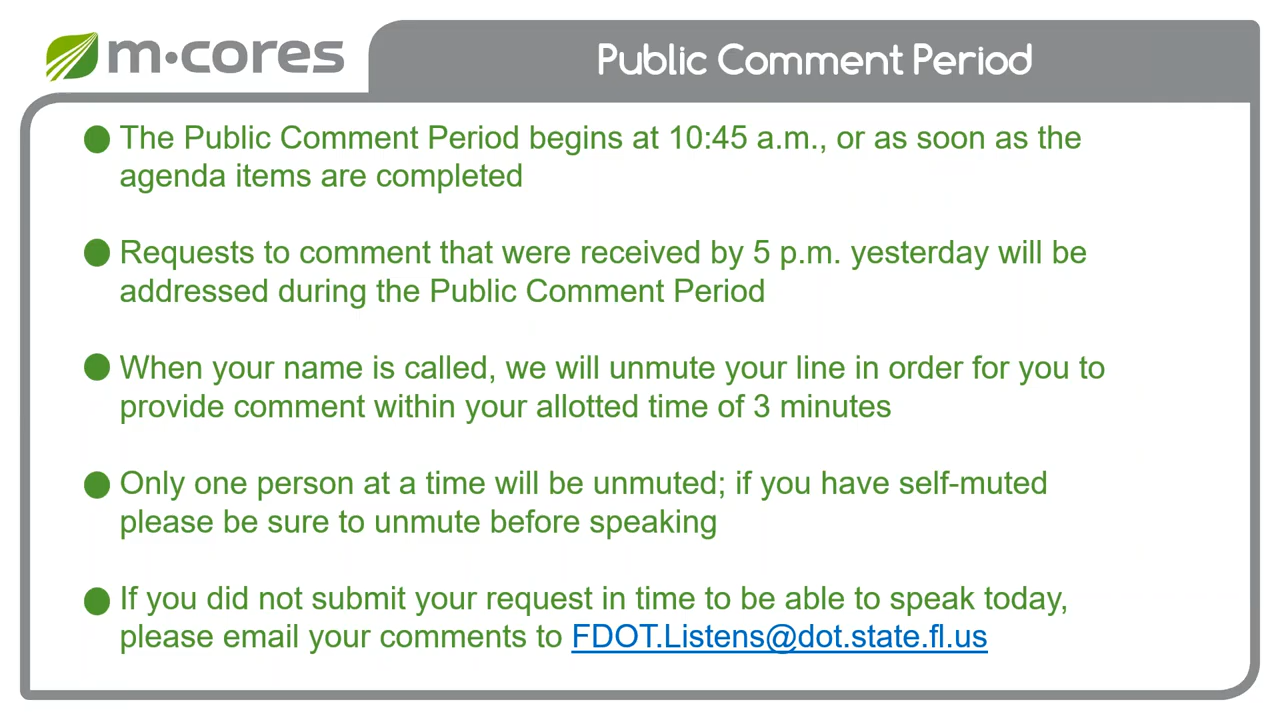 m·cores
Public Comment Period
● The Public Comment Period begins at 10:45 a.m., or as soon as the
agenda items are completed
● Requests to comment that were received by 5 p.m. yesterday will be
addressed during the Public Comment Period
● When your name is called, we will unmute your line in order for you to
provide comment within your allotted time of 3 minutes
● Only one person at a time will be unmuted; if you have self-muted
please be sure to unmute before speaking
● If you did not submit your request in time to be able to speak today,
please email your comments to FDOT.Listens@dot.state.fl.us